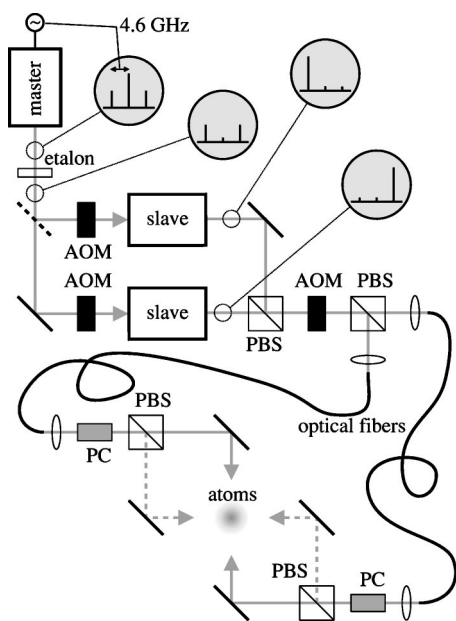 4.6 GHz
master
etalon
AOM
slave
AOM
slave
PBS
AOM
PBS
optical fibers
PC
PBS
atoms
PBS
PC